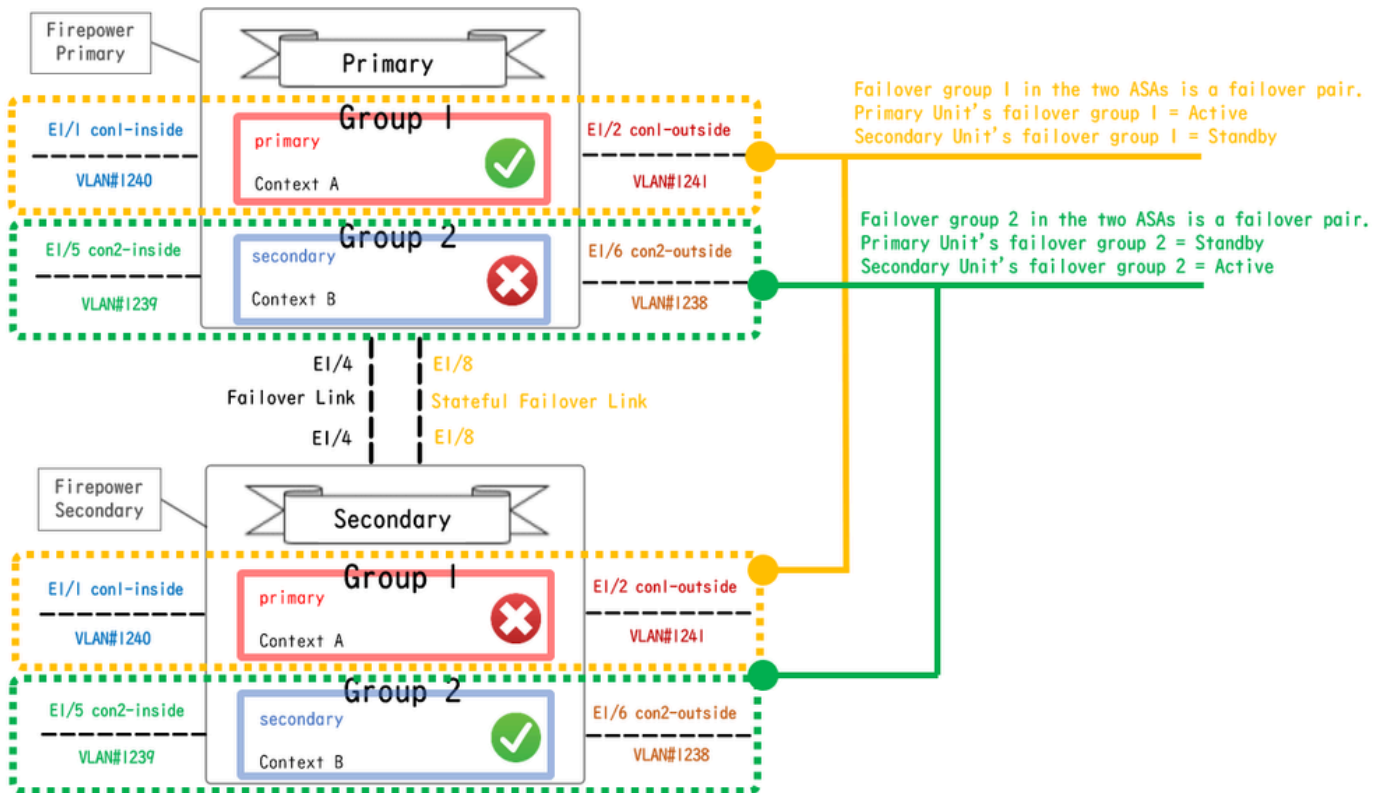 Firepower
Primary
Primary
Group 1
E1/1 con1-inside
VLAN#1240
primary
Context A
E1/2 con1-outside
VLAN#1241
Group 2
E1/5 con2-inside
VLAN#1239
secondary
Context B
E1/6 con2-outside
VLAN#1238
Failover group 1 in the two ASAs is a failover pair.
Primary Unit's failover group 1 = Active
Secondary Unit's failover group 1 = Standby
Failover group 2 in the two ASAs is a failover pair.
Primary Unit's failover group 2 = Standby
Secondary Unit's failover group 2 = Active
E1/4
E1/8
Failover Link
Stateful Failover Link
E1/4
E1/8
Firepower
Secondary
Secondary
Group 1
E1/1 con1-inside
VLAN#1240
primary
Context A
E1/2 con1-outside
VLAN#1241
Group 2
E1/5 con2-inside
VLAN#1239
secondary
Context B
E1/6 con2-outside
VLAN#1238